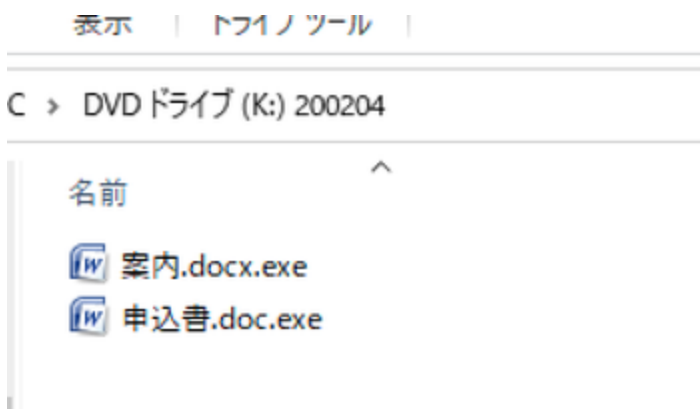 表示 ドライブ ツール
C > DVD ドライブ (K:) 200204
名前
案内.docx.exe
申込書.doc.exe